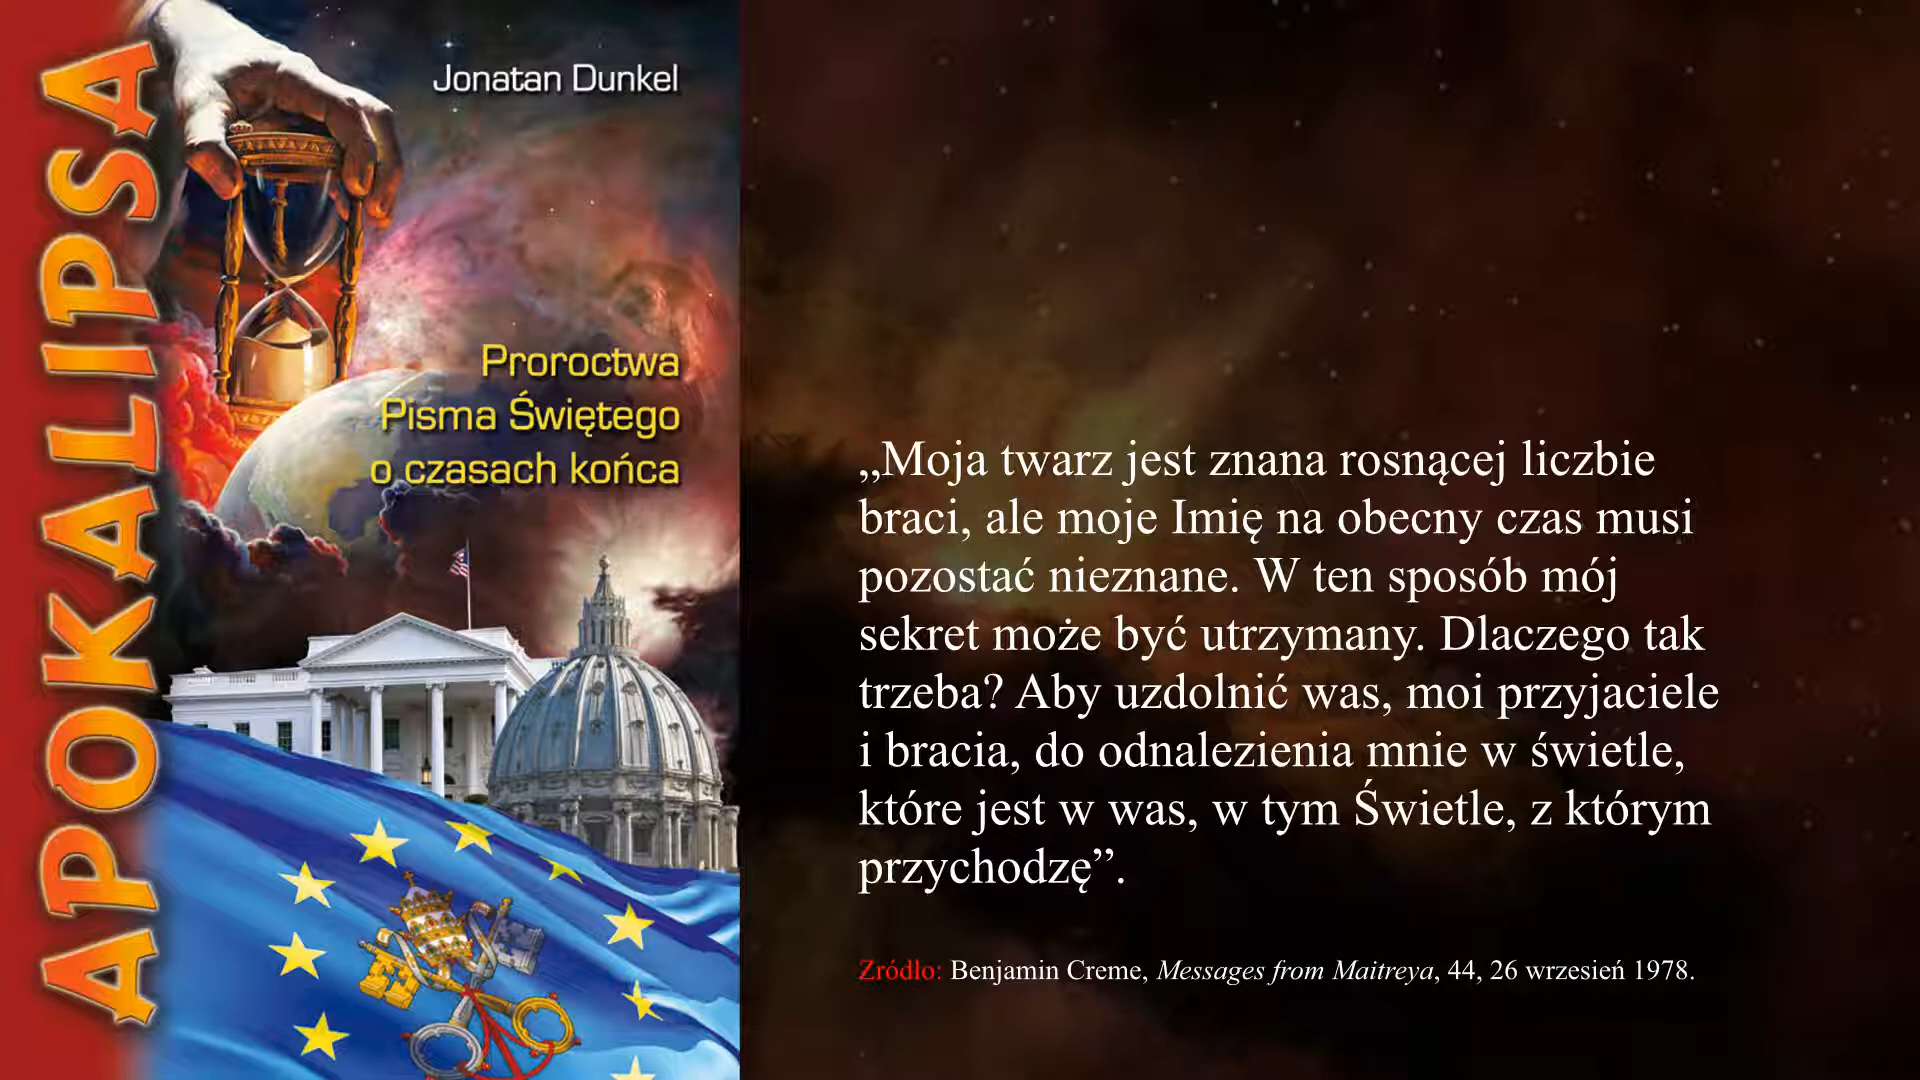 APOKALIPSA
Jonatan Dunkel
Proroctwa
Pisma Świętego
o czasach końca
„Moja twarz jest znana rosnącej liczbie
braci, ale moje Imię na obecny czas musi
pozostać nieznane. W ten sposób mój
sekret może być utrzymany. Dlaczego tak
trzeba? Aby uzdolnić was, moi przyjaciele
i bracia, do odnalezienia mnie w świetle,
które jest w was, w tym Świetle, z którym
przychodzę”.
Zródlo: Benjamin Creme, Messages from Maitreya, 44, 26 wrzesień 1978.